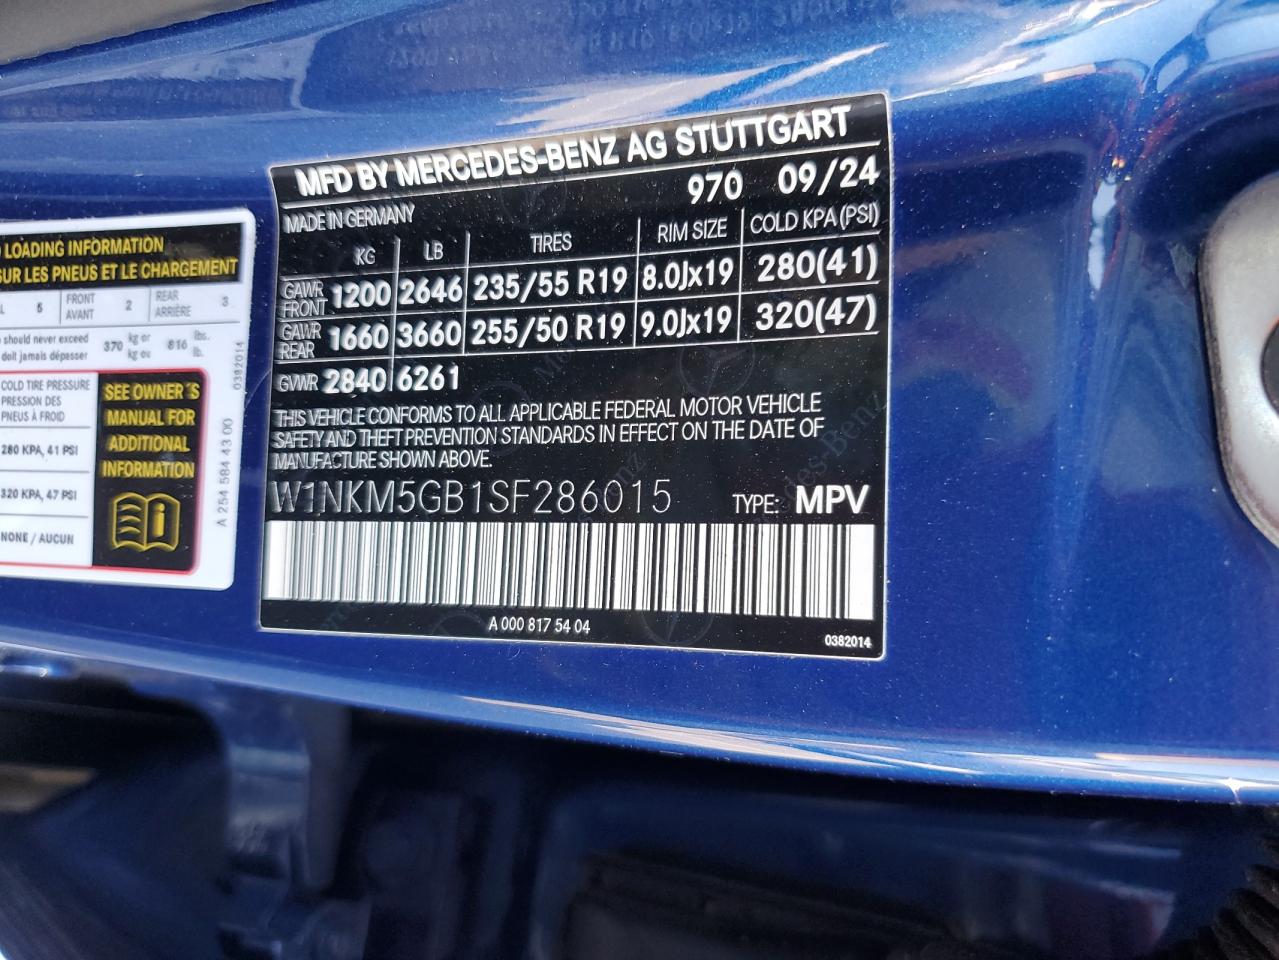 LOADING INFORMATION
SUR LES PNEUS ET LE CHARGEMENT
5 FRONT AVANT 2 REAR ARRIÈRE 3
should never exceed
doit jamais dépasser 370 kg or kg ou 816 lbs. lb.
COLD TIRE PRESSURE
PRESSION DES
PNEUS À FROID
280 KPA, 41 PSI
320 KPA, 47 PSI
NONE / AUCUN
SEE OWNER´S
MANUAL FOR
ADDITIONAL
INFORMATION
0382014
A 254 584 43 00
MFD BY MERCEDES-BENZ AG STUTTGART
970 09/24
MADE IN GERMANY
KG LB TIRES RIM SIZE COLD KPA(PSI)
GAWR FRONT 1200 2646 235/55 R19 8.0Jx19 280(41)
GAWR REAR 1660 3660 255/50 R19 9.0Jx19 320(47)
GVWR 2840 6261
THIS VEHICLE CONFORMS TO ALL APPLICABLE FEDERAL MOTOR VEHICLE
SAFETY AND THEFT PREVENTION STANDARDS IN EFFECT ON THE DATE OF
MANUFACTURE SHOWN ABOVE.
W1NKM5GB1SF286015 TYPE: MPV
A 000 817 54 04
0382014